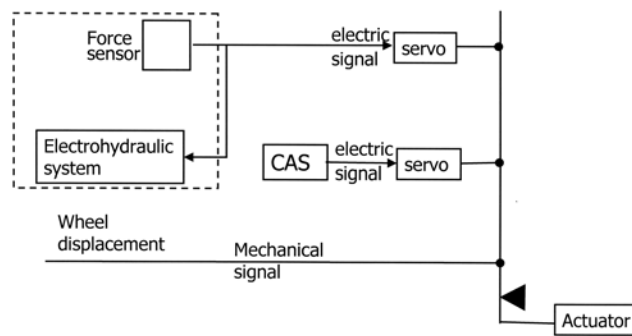 Force
sensor
electric
signal
servo
Electrohydraulic
system
CAS
electric
signal
servo
Wheel
displacement
Mechanical
signal
Actuator